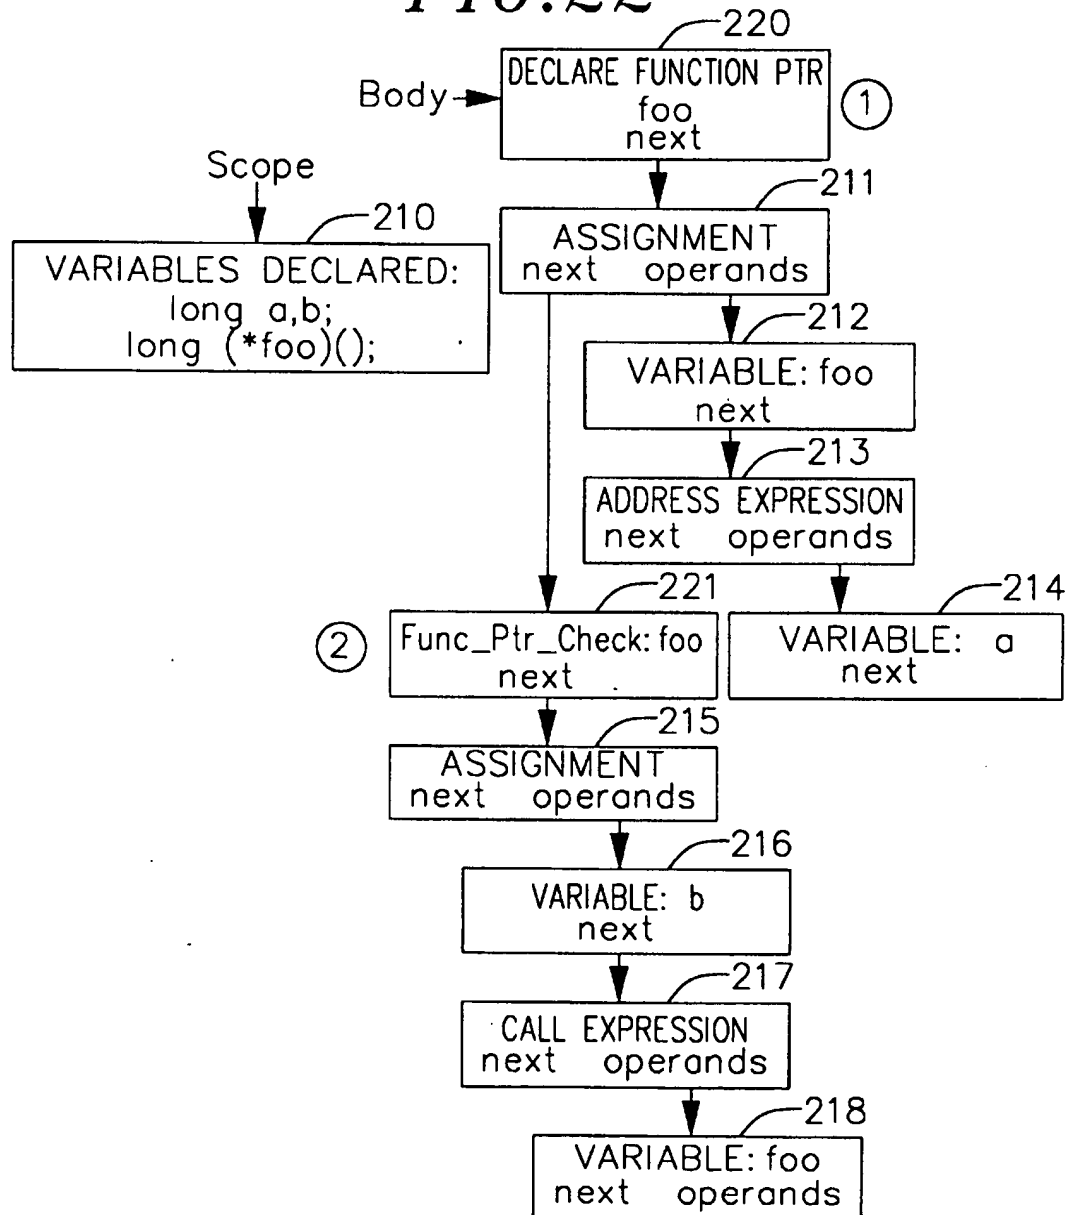 FIG.22
220
DECLARE FUNCTION PTR
Body
foo
next
1
Scope
211
210
ASSIGNMENT
next operands
VARIABLES DECLARED:
long a,b;
long (*foo)();
212
VARIABLE: foo
next
213
ADDRESS EXPRESSION
next operands
221
214
2
Func_Ptr_Check: foo
next
VARIABLE: a
next
215
ASSIGNMENT
next operands
216
VARIABLE: b
next
217
CALL EXPRESSION
next operands
218
VARIABLE: foo
next operands